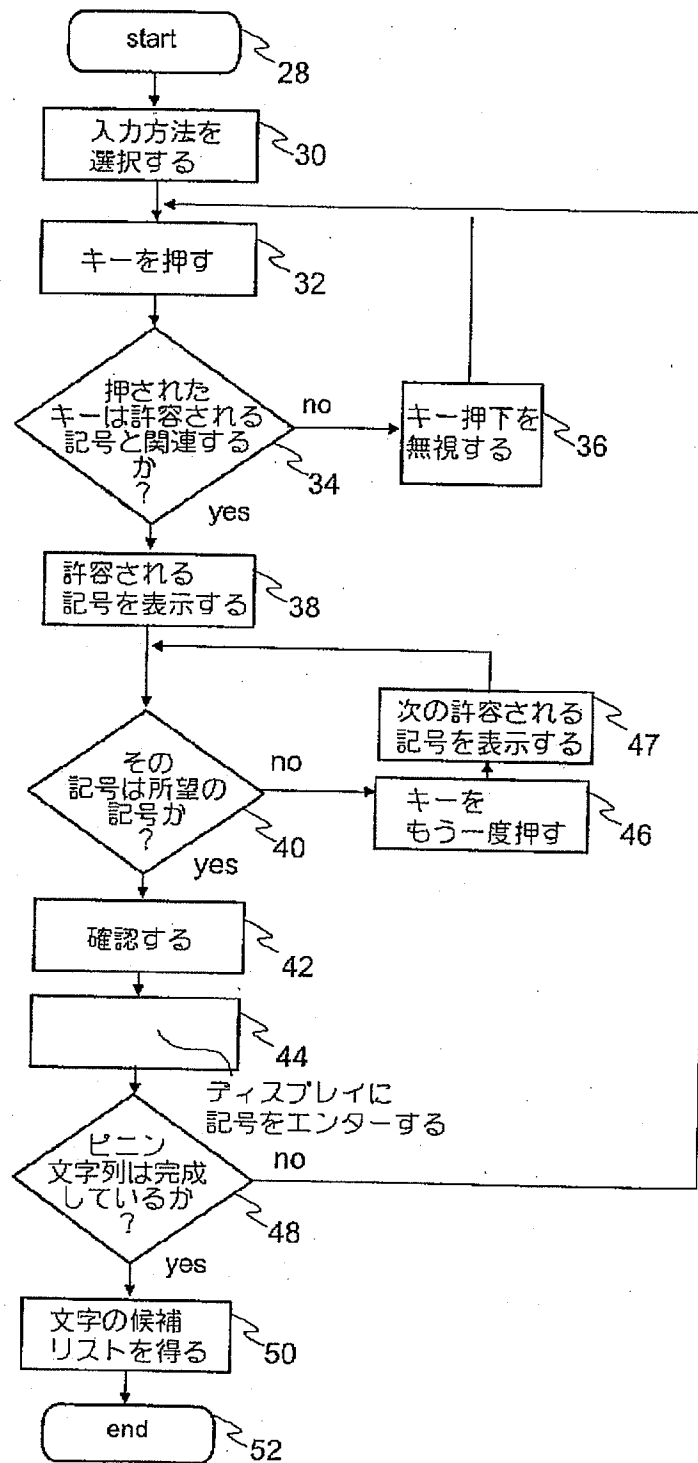 start
28
入力方法を
選択する
30
キーを押す
32
押された
キーは許容される
記号と関連する
か
?
34
no
キー押下を
無視する
36
yes
許容される
記号を表示する
38
次の許容される
記号を表示する
47
その
記号は所望の
記号か
?
40
no
キーを
もう一度押す
46
yes
確認する
42
44
ディスプレイに
記号をエンターする
ピニン
文字列は完成
しているか
?
48
no
yes
文字の候補
リストを得る
50
end
52